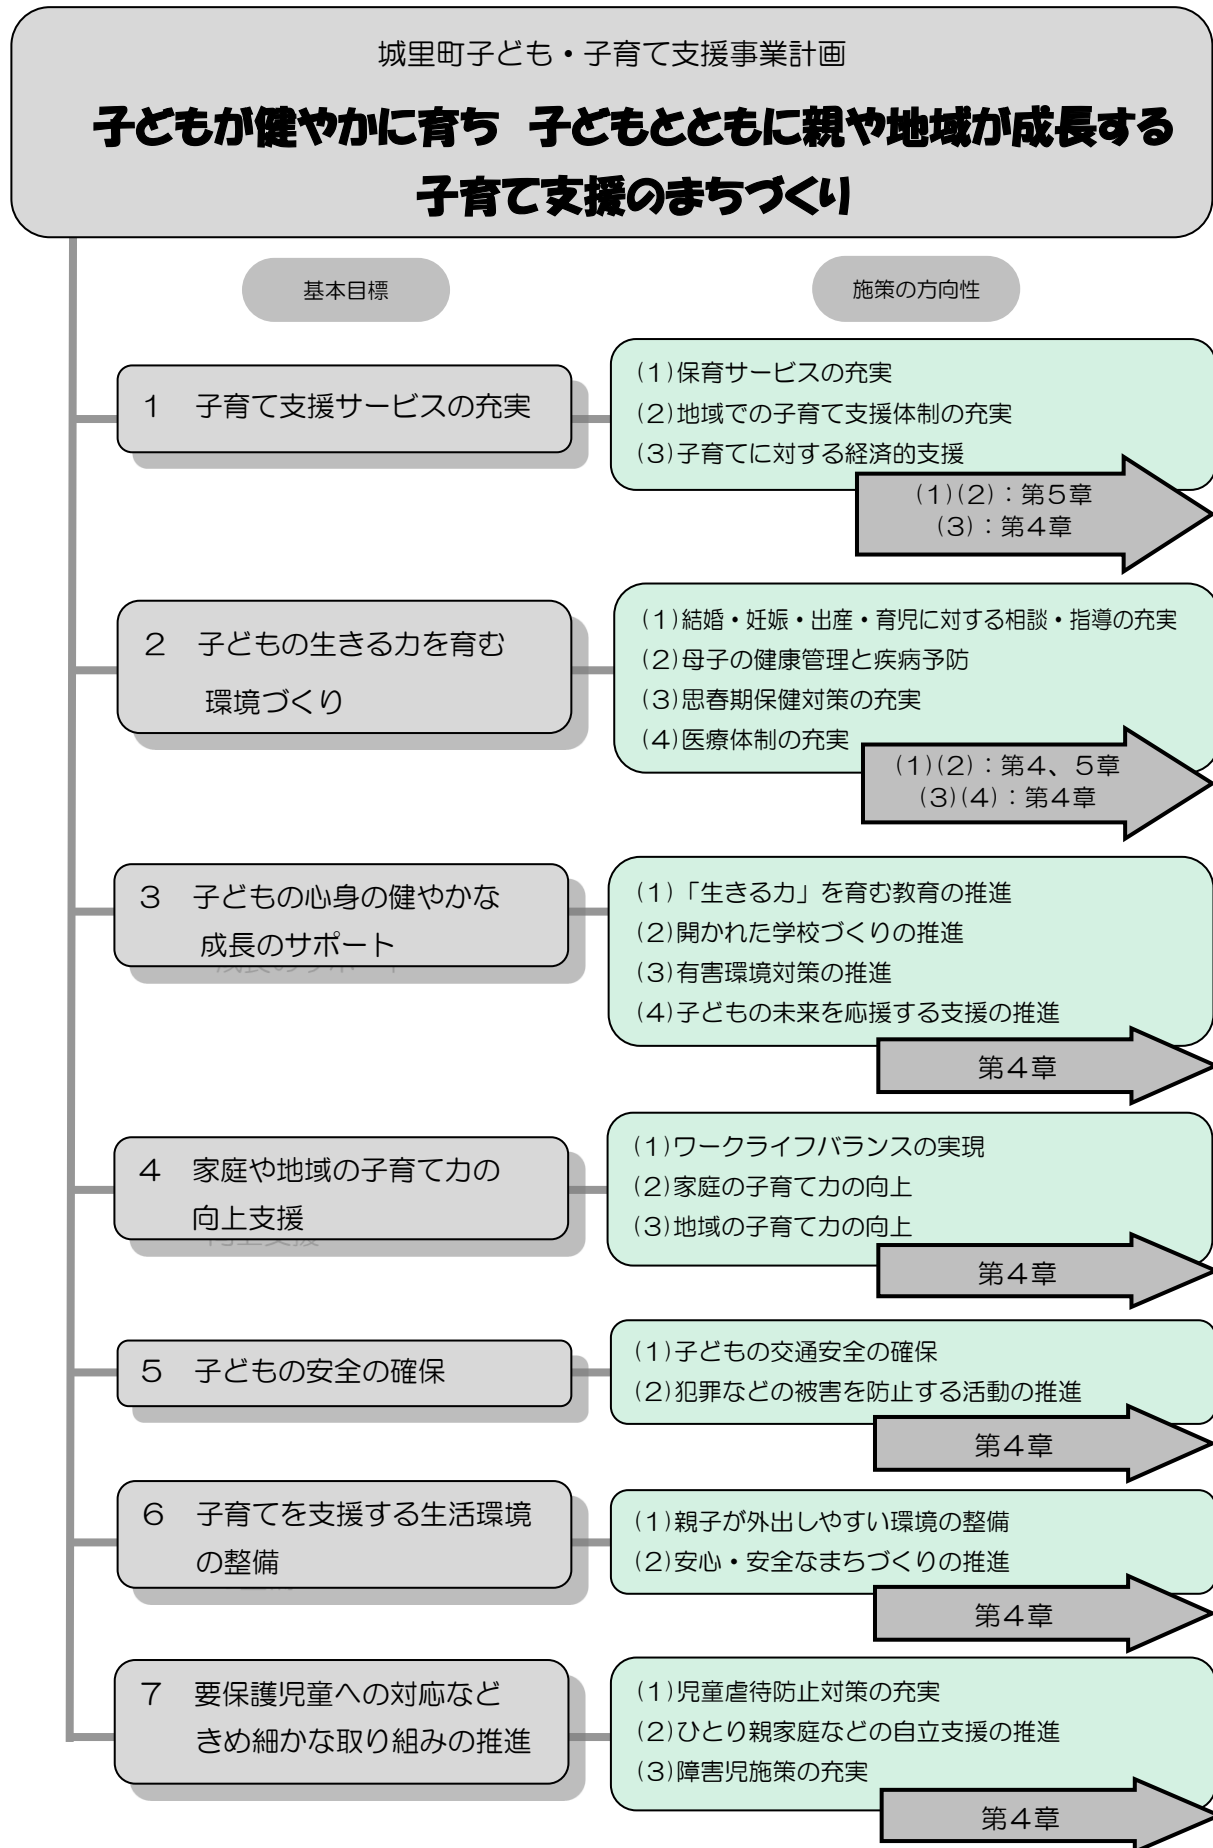 城里町子ども・子育て支援事業計画
子どもが健やかに育ち 子どもとともに親や地域が成長する
子育て支援のまちづくり
基本目標
施策の方向性
1 子育て支援サービスの充実
(1)保育サービスの充実
(2)地域での子育て支援体制の充実
(3)子育てに対する経済的支援
(1)(2):第5章
(3):第4章
2 子どもの生きる力を育む
環境づくり
(1)結婚・妊娠・出産・育児に対する相談・指導の充実
(2)母子の健康管理と疾病予防
(3)思春期保健対策の充実
(4)医療体制の充実
(1)(2):第4、5章
(3)(4):第4章
3 子どもの心身の健やかな
成長のサポート
(1)「生きる力」を育む教育の推進
(2)開かれた学校づくりの推進
(3)有害環境対策の推進
(4)子どもの未来を応援する支援の推進
第4章
4 家庭や地域の子育て力の
向上支援
(1)ワークライフバランスの実現
(2)家庭の子育て力の向上
(3)地域の子育て力の向上
第4章
5 子どもの安全の確保
(1)子どもの交通安全の確保
(2)犯罪などの被害を防止する活動の推進
第4章
6 子育てを支援する生活環境
の整備
(1)親子が外出しやすい環境の整備
(2)安心・安全なまちづくりの推進
第4章
7 要保護児童への対応など
きめ細かな取り組みの推進
(1)児童虐待防止対策の充実
(2)ひとり親家庭などの自立支援の推進
(3)障害児施策の充実
第4章